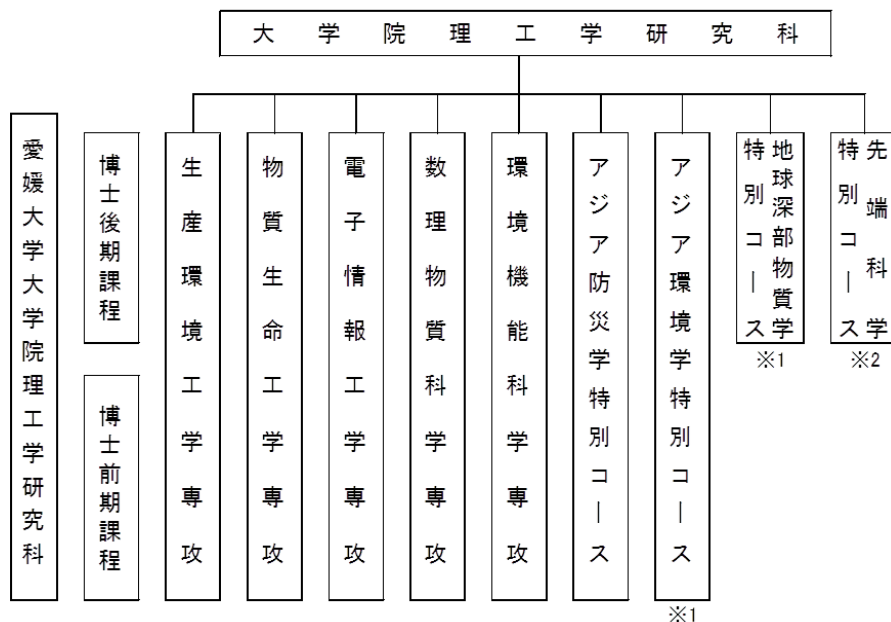 大学院理工学研究科
愛媛大学大学院理工学研究科
博士後期課程
博士前期課程
生産環境工学専攻
物質生命工学専攻
電子情報工学専攻
数理物質科学専攻
環境機能科学専攻
アジア防災学特別コース
アジア環境学特別コース
※1
地球深部物質学
特別コース
※1
先端科学
特別コース
※2